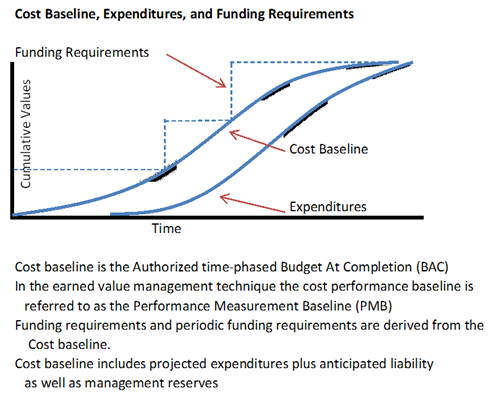 Cost Baseline, Expenditures, and Funding Requirements
Funding Requirements
Cumulative Values
Cost Baseline
Expenditures
Time
Cost baseline is the Authorized time-phased Budget At Completion (BAC)
In the earned value management technique the cost performance baseline is
referred to as the Performance Measurement Baseline (PMB)
Funding requirements and periodic funding requirements are derived from the
Cost baseline.
Cost baseline includes projected expenditures plus anticipated liability
as well as management reserves